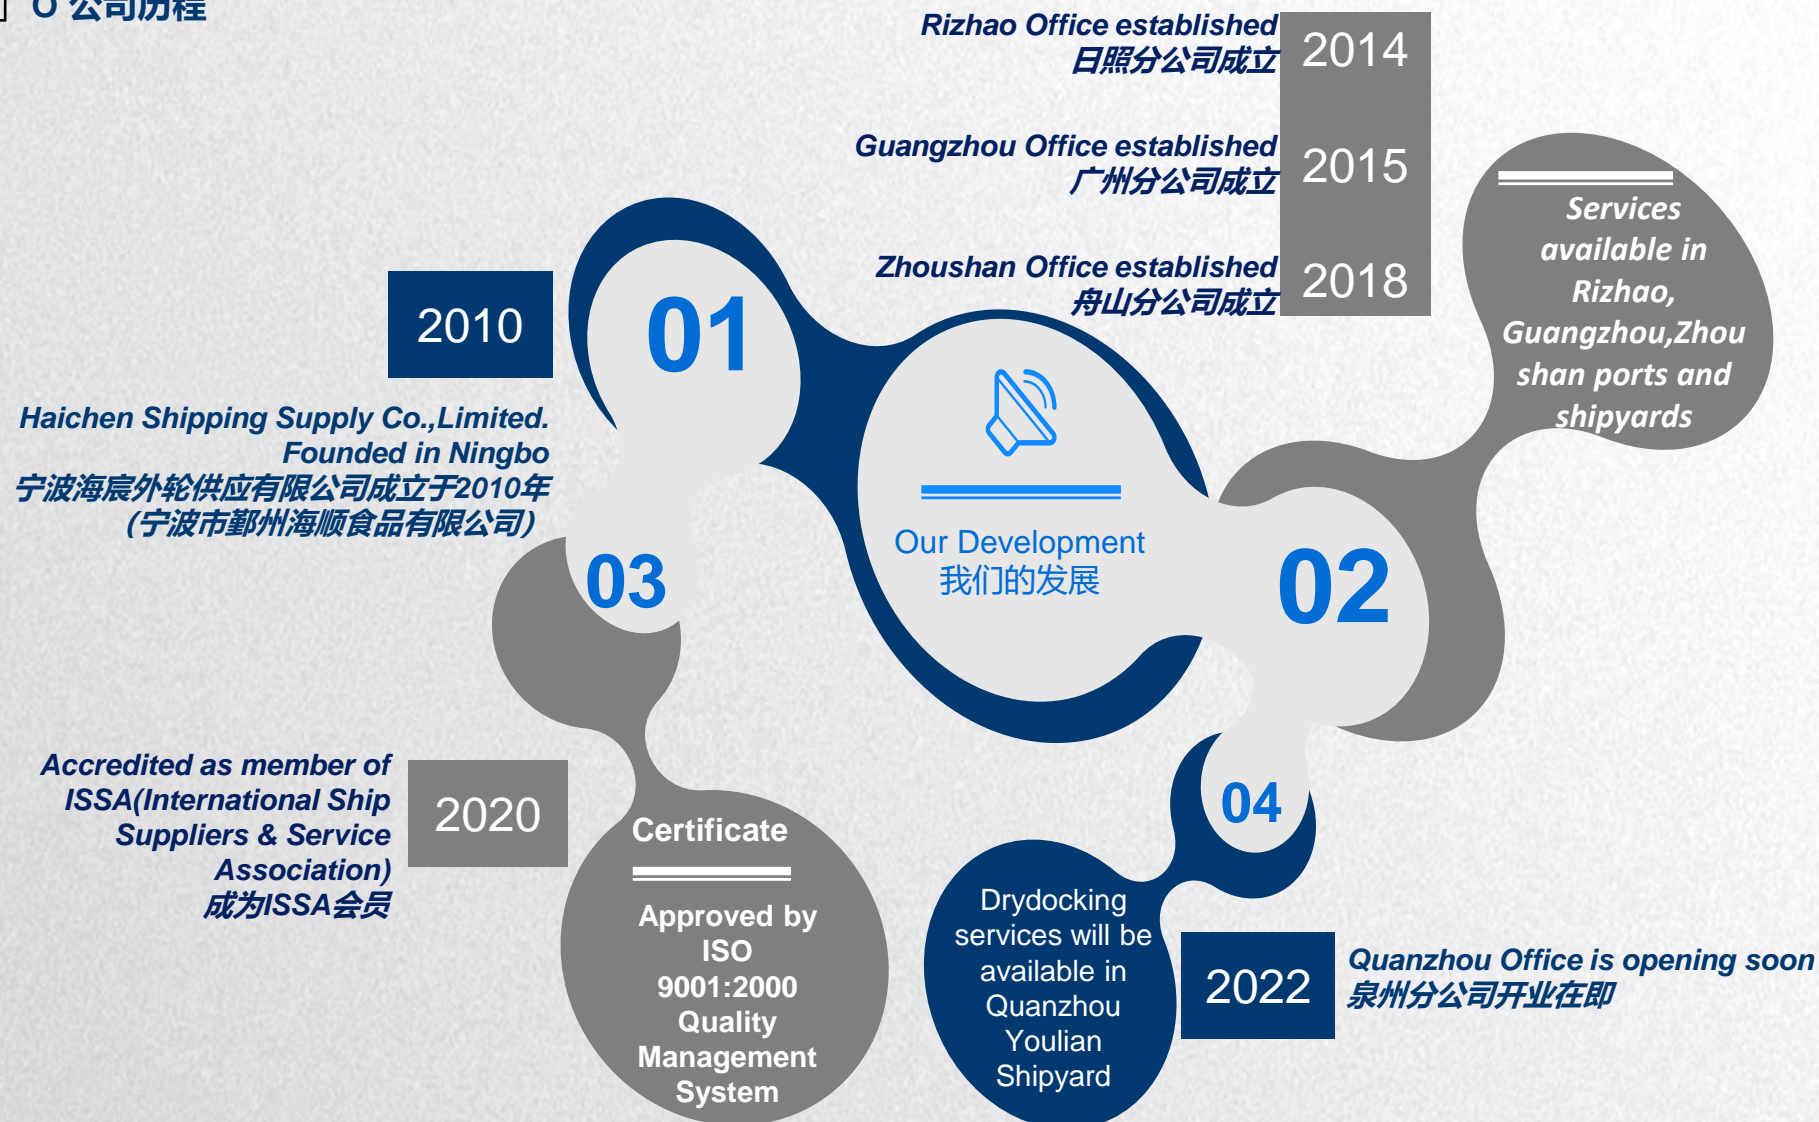 O 公司历程
Rizhao Office established
日照分公司成立
2014
Guangzhou Office established
广州分公司成立
2015
Zhoushan Office established
舟山分公司成立
2018
Services
available in
Rizhao,
Guangzhou,Zhou
shan ports and
shipyards
2010
01
Haichen Shipping Supply Co.,Limited.
Founded in Ningbo
宁波海宸外轮供应有限公司成立于2010年
（宁波市鄞州海顺食品有限公司）
Our Development
我们的发展
02
03
Accredited as member of
ISSA(International Ship
Suppliers & Service
Association)
成为ISSA会员
2020
Certificate
Approved by
ISO
9001:2000
Quality
Management
System
04
Drydocking
services will be
available in
Quanzhou
Youlian
Shipyard
2022
Quanzhou Office is opening soon
泉州分公司开业在即